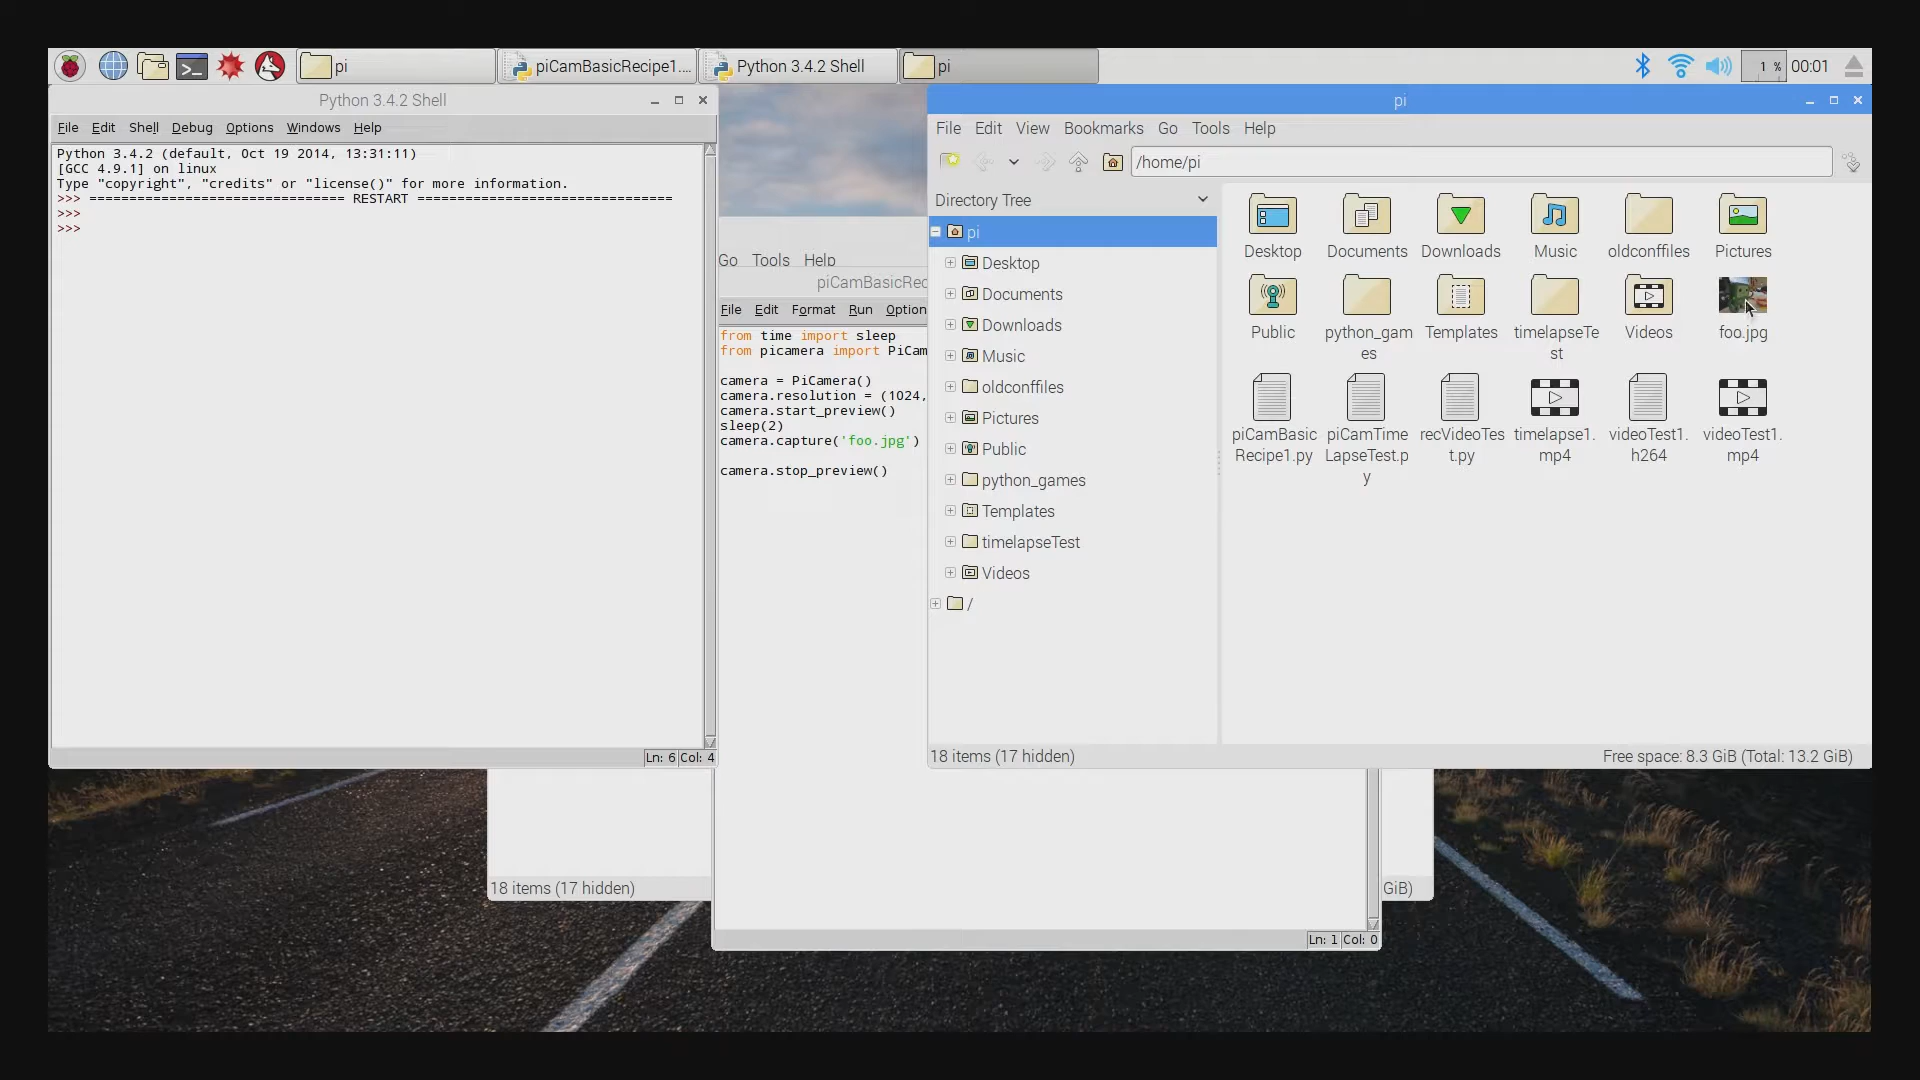 pi
piCamBasicRecipe1....
Python 3.4.2 Shell
pi
1 %
00:01
Python 3.4.2 Shell
File Edit Shell Debug Options Windows Help
Python 3.4.2 (default, Oct 19 2014, 13:31:11)
[GCC 4.9.1] on linux
Type "copyright", "credits" or "license()" for more information.
>>> ================================ RESTART ================================
>>>
>>>
Ln: 6 Col: 4
Go Tools Help
piCamBasicRec
File Edit Format Run Option
from time import sleep
from picamera import PiCam
camera = PiCamera()
camera.resolution = (1024,
camera.start_preview()
sleep(2)
camera.capture('foo.jpg')
camera.stop_preview()
Ln: 1 Col: 0
18 items (17 hidden)
GiB)
pi
File Edit View Bookmarks Go Tools Help
/home/pi
Directory Tree
pi
Desktop
Documents
Downloads
Music
oldconffiles
Pictures
Public
python_games
Templates
timelapseTest
Videos
/
Desktop
Documents
Downloads
Music
oldconffiles
Pictures
Public
python_gam
es
Templates
timelapseTe
st
Videos
foo.jpg
piCamBasic
Recipe1.py
piCamTime
LapseTest.p
y
recVideoTes
t.py
timelapse1.
mp4
videoTest1.
h264
videoTest1.
mp4
18 items (17 hidden)
Free space: 8.3 GiB (Total: 13.2 GiB)